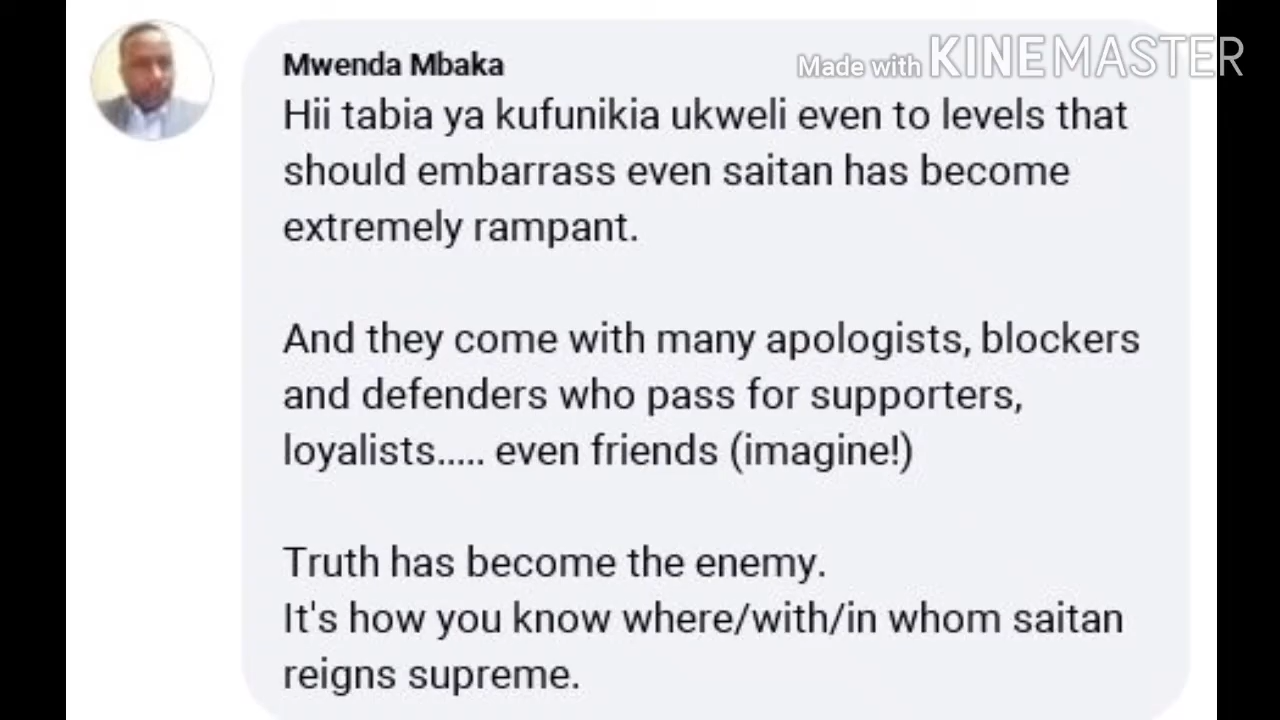 Made with KINEMASTER
Mwenda Mbaka
Hii tabia ya kufunikia ukweli even to levels that
should embarrass even saitan has become
extremely rampant.
And they come with many apologists, blockers
and defenders who pass for supporters,
loyalists..... even friends (imagine!)
Truth has become the enemy.
It's how you know where/with/in whom saitan
reigns supreme.